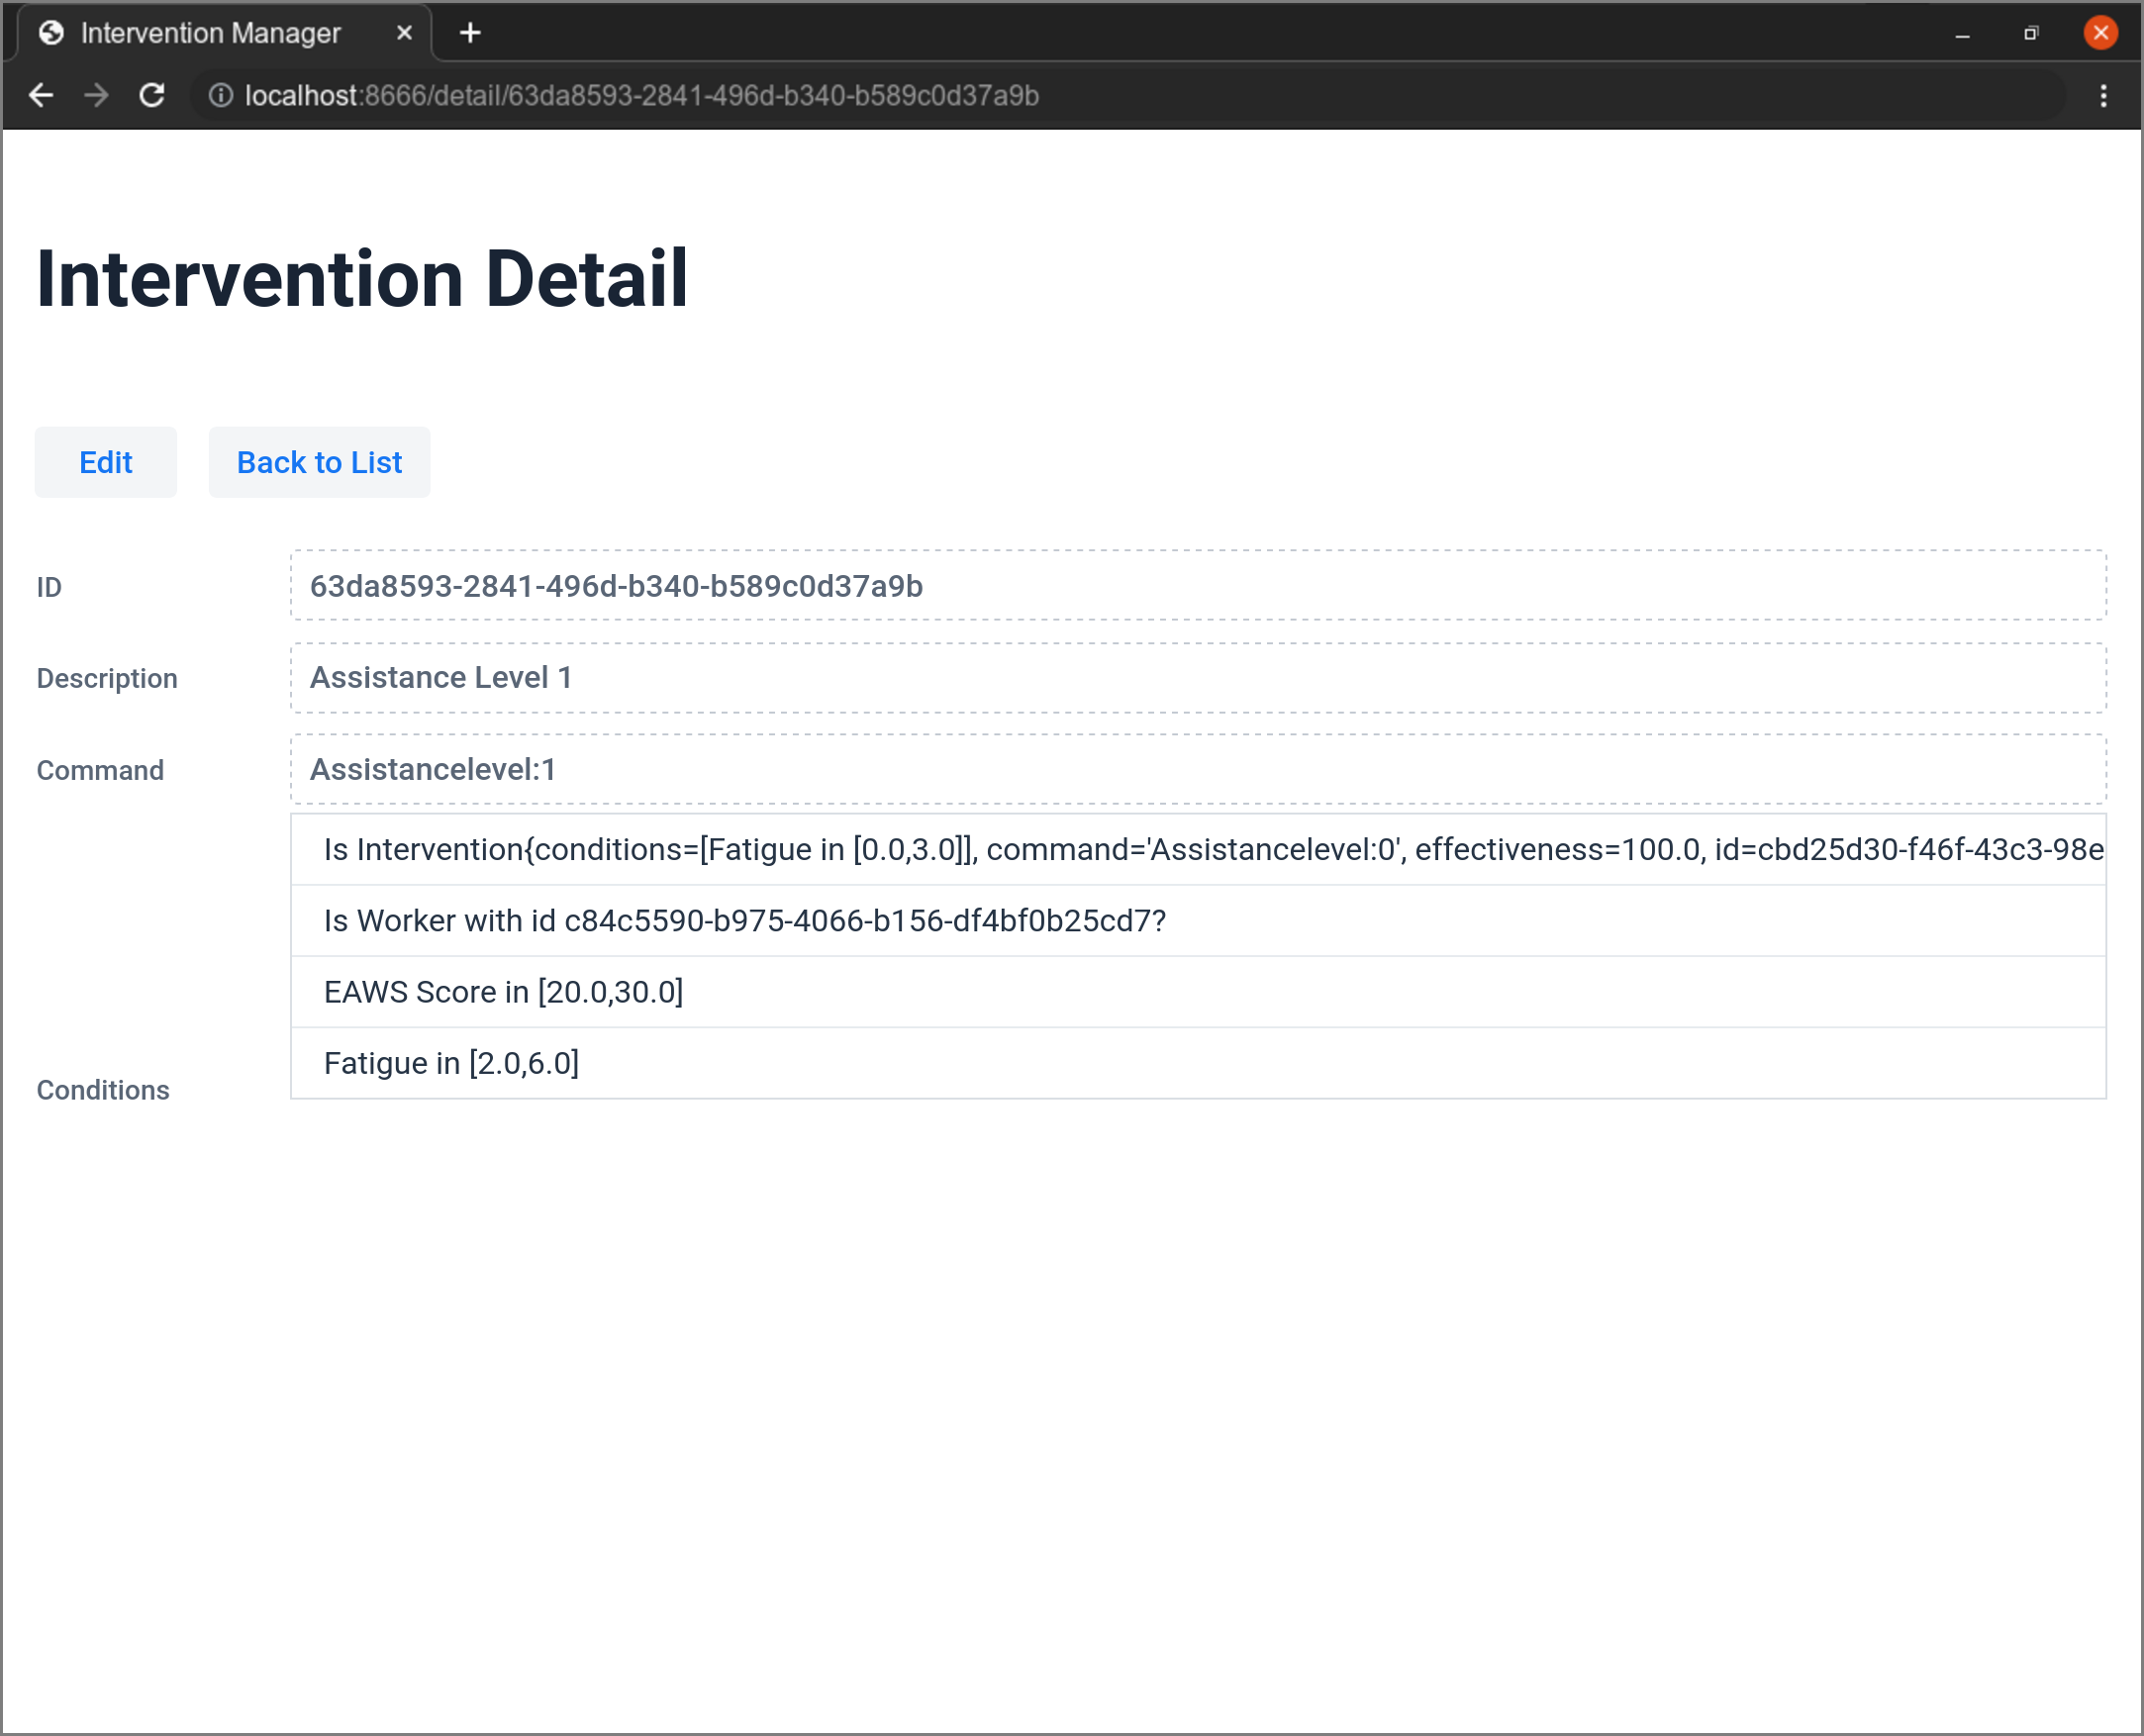 Intervention Manager
localhost:8666/detail/63da8593-2841-496d-b340-b589c0d37a9b
Intervention Detail
Edit Back to List
ID 63da8593-2841-496d-b340-b589c0d37a9b
Description Assistance Level 1
Command Assistancelevel:1
Is Intervention{conditions=[Fatigue in [0.0,3.0]], command='Assistancelevel:0', effectiveness=100.0, id=cbd25d30-f46f-43c3-98e
Is Worker with id c84c5590-b975-4066-b156-df4bf0b25cd7?
EAWS Score in [20.0,30.0]
Fatigue in [2.0,6.0]
Conditions